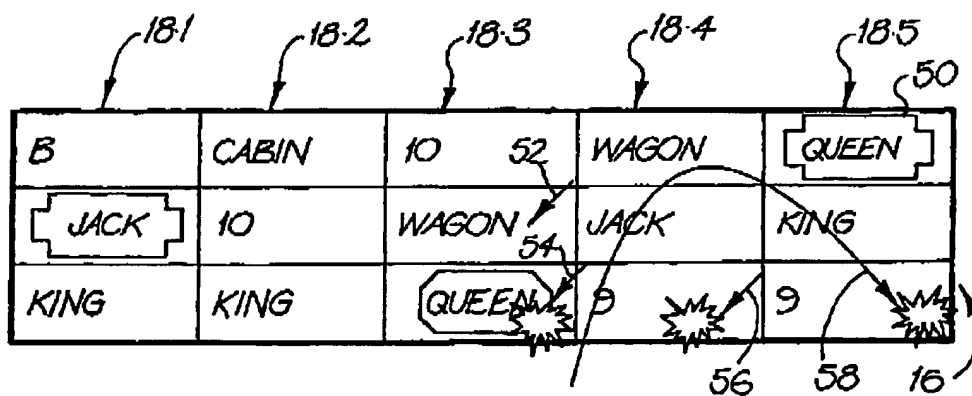 18·1 18·2 18·3 18·4 18·5
50
B CABIN 10 WAGON QUEEN
52
JACK 10 WAGON JACK KING
54
KING KING QUEEN 9 9
56 58 16